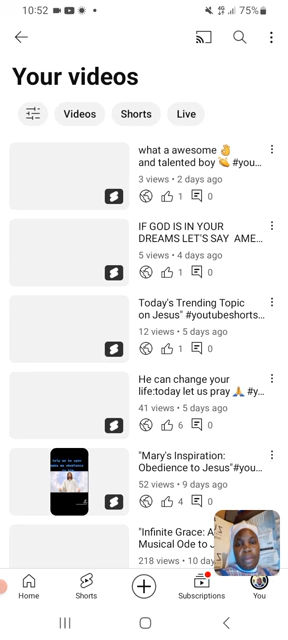 10:52
75%
Your videos
Videos
Shorts
Live
what a awesome 👌
and talented boy 👏 #you...
3 views • 2 days ago
1
0
IF GOD IS IN YOUR
DREAMS LET'S SAY AME...
5 views • 4 days ago
1
0
Today's Trending Topic
on Jesus" #youtubeshorts...
12 views • 5 days ago
1
0
He can change your
life:today let us pray 🙏 #y...
41 views • 5 days ago
6
0
"Mary's Inspiration:
Obedience to Jesus"#you...
52 views • 9 days ago
4
0
"Infinite Grace: A
Musical Ode to
218 views • 10 day
Home
Shorts
Subscriptions
You